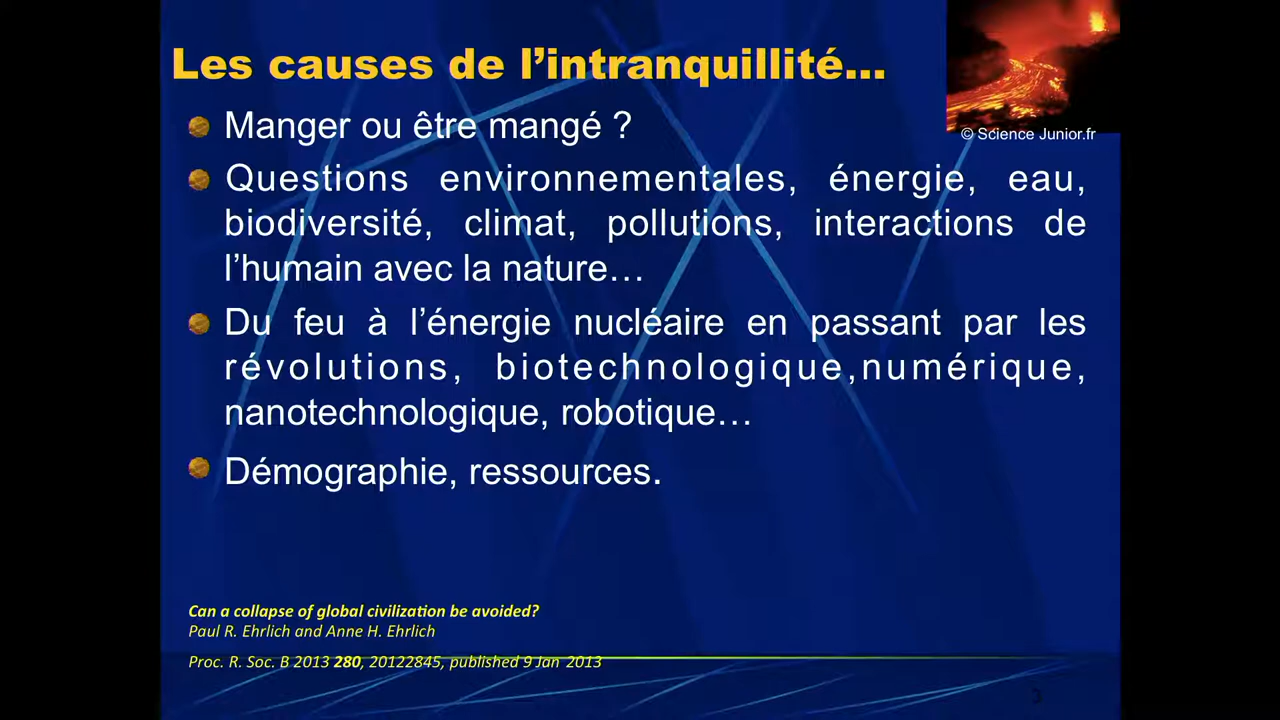 Les causes de l’intranquillité…
© Science Junior.fr
Manger ou être mangé ?
Questions environnementales, énergie, eau,
biodiversité, climat, pollutions, interactions de
l’humain avec la nature…
Du feu à l’énergie nucléaire en passant par les
révolutions, biotechnologique,numérique,
nanotechnologique, robotique…
Démographie, ressources.
Can a collapse of global civilization be avoided?
Paul R. Ehrlich and Anne H. Ehrlich
Proc. R. Soc. B 2013 280, 20122845, published 9 Jan 2013
3